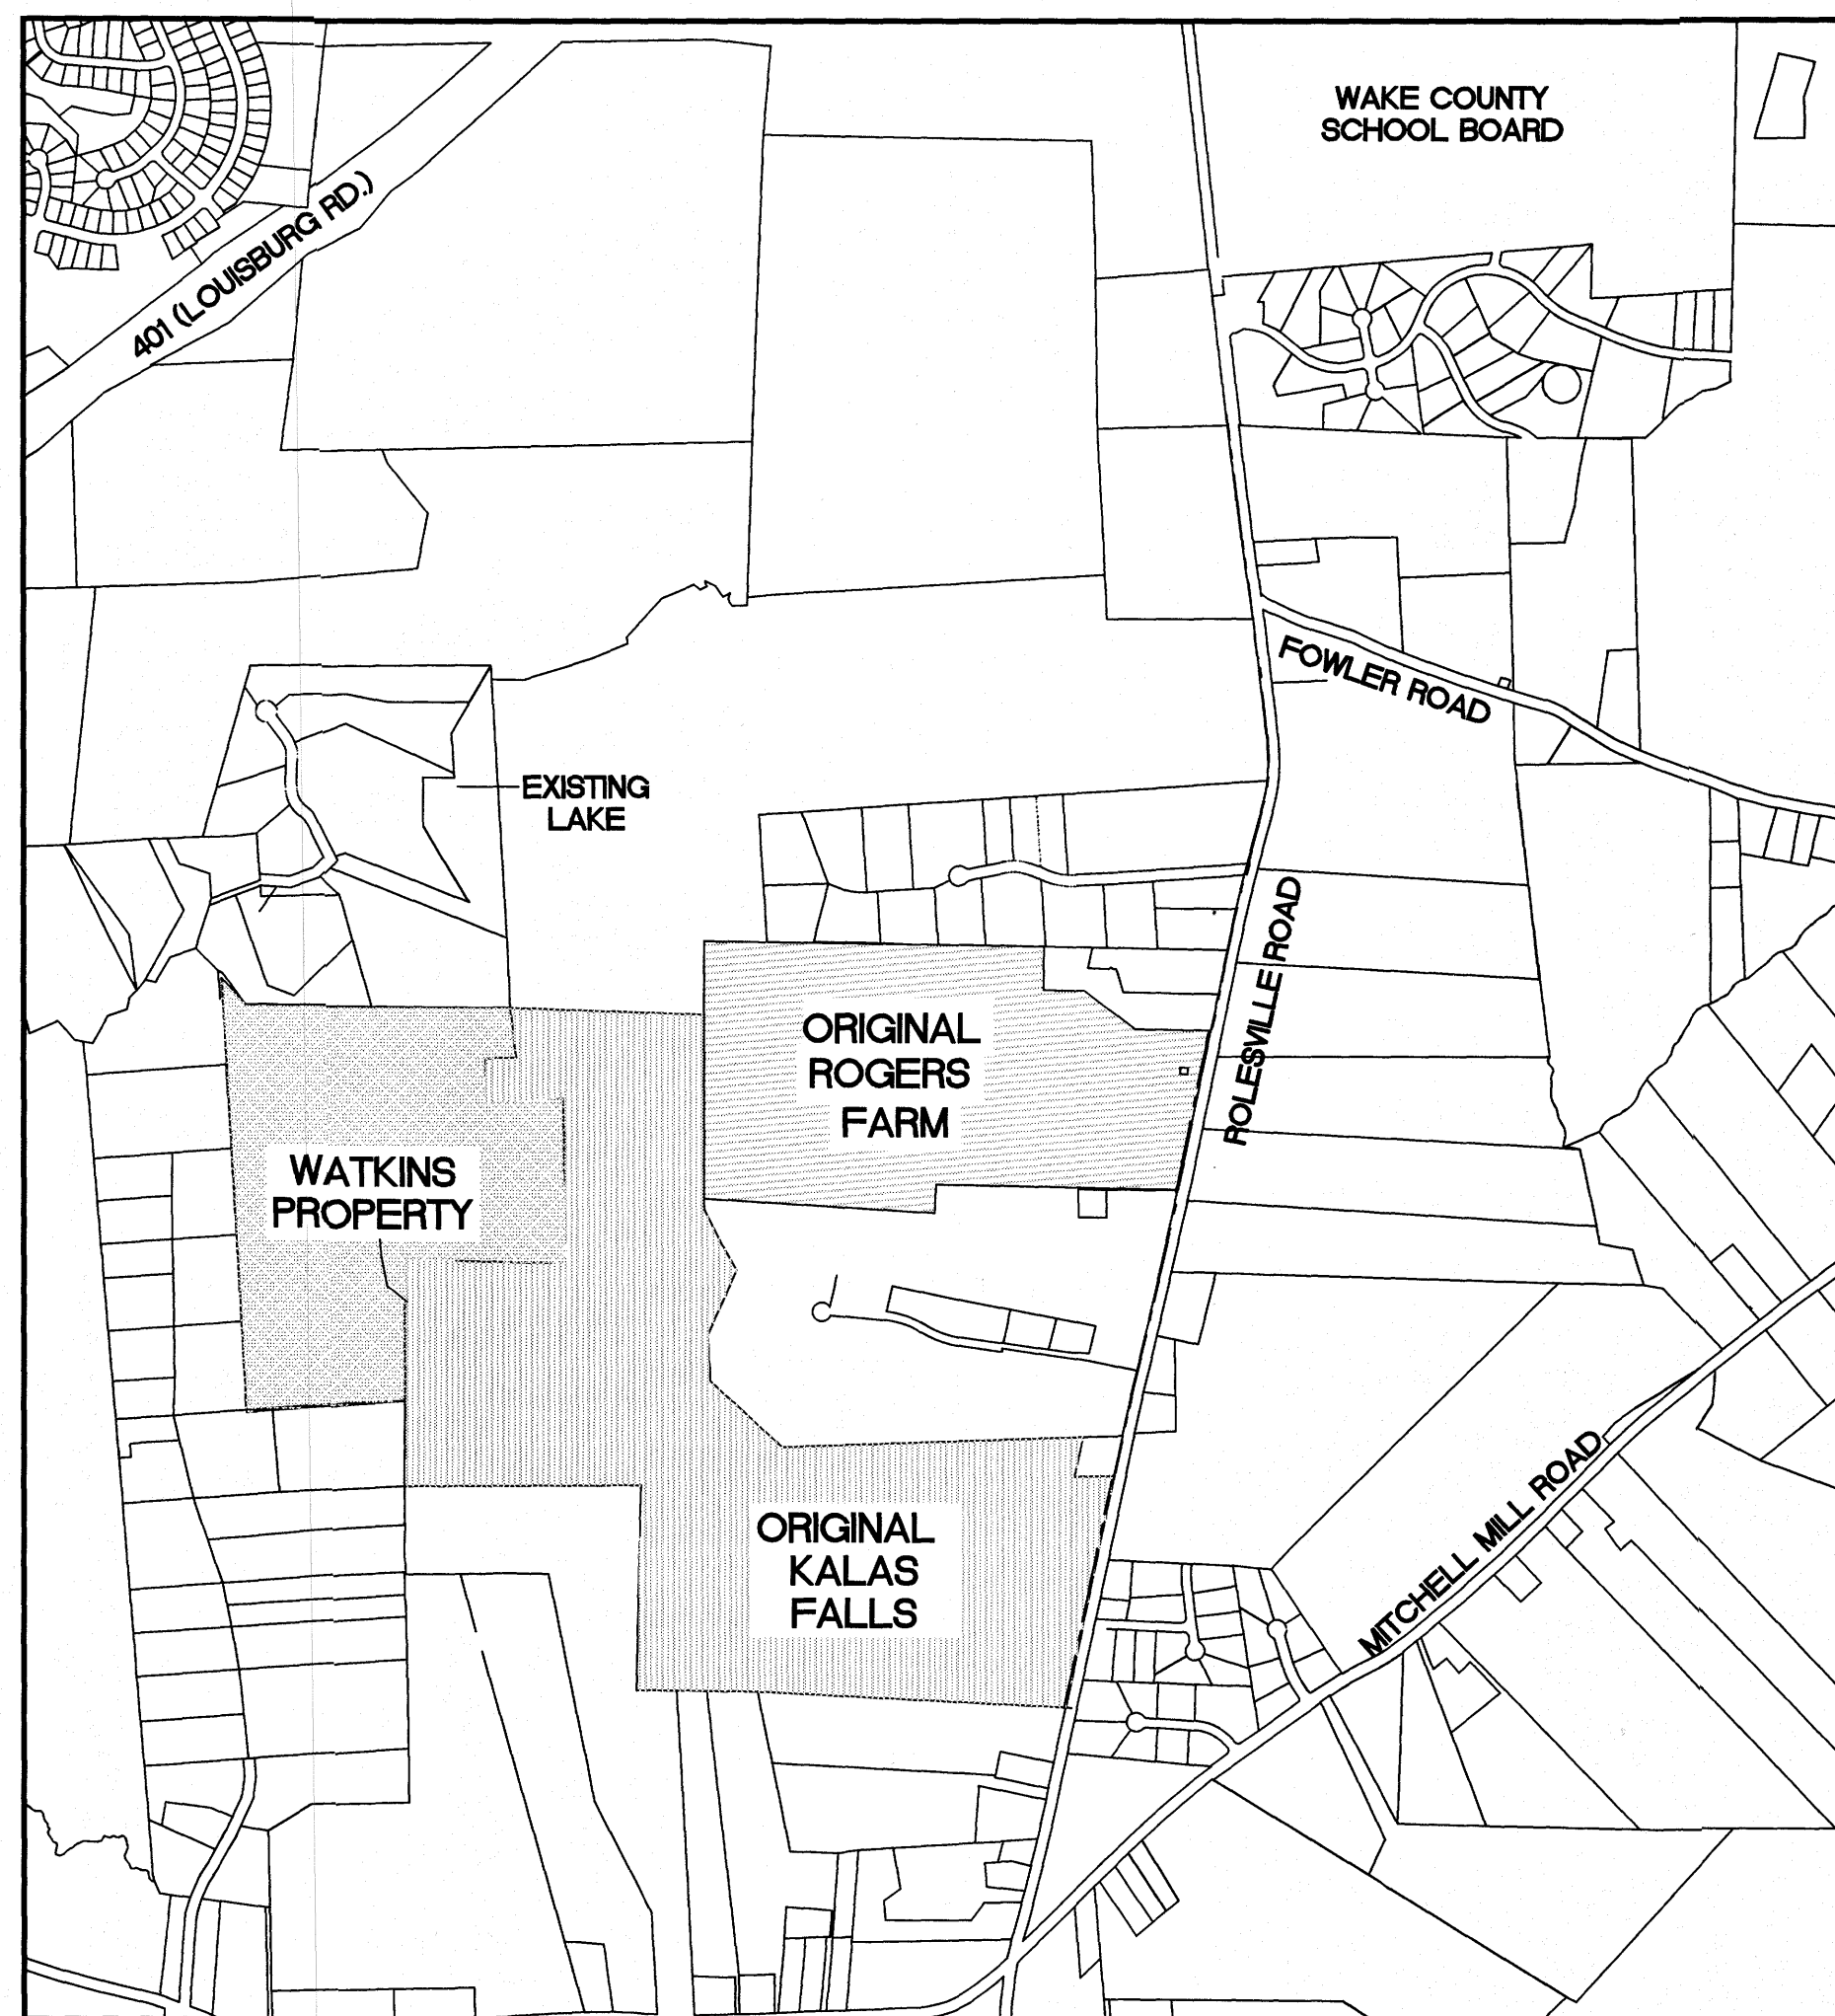 WAKE COUNTY
SCHOOL BOARD
401 (LOUISBURG RD.)
FOWLER ROAD
EXISTING
LAKE
ROLESVILLE ROAD
ORIGINAL
ROGERS
FARM
WATKINS
PROPERTY
MITCHELL MILL ROAD
ORIGINAL
KALAS
FALLS